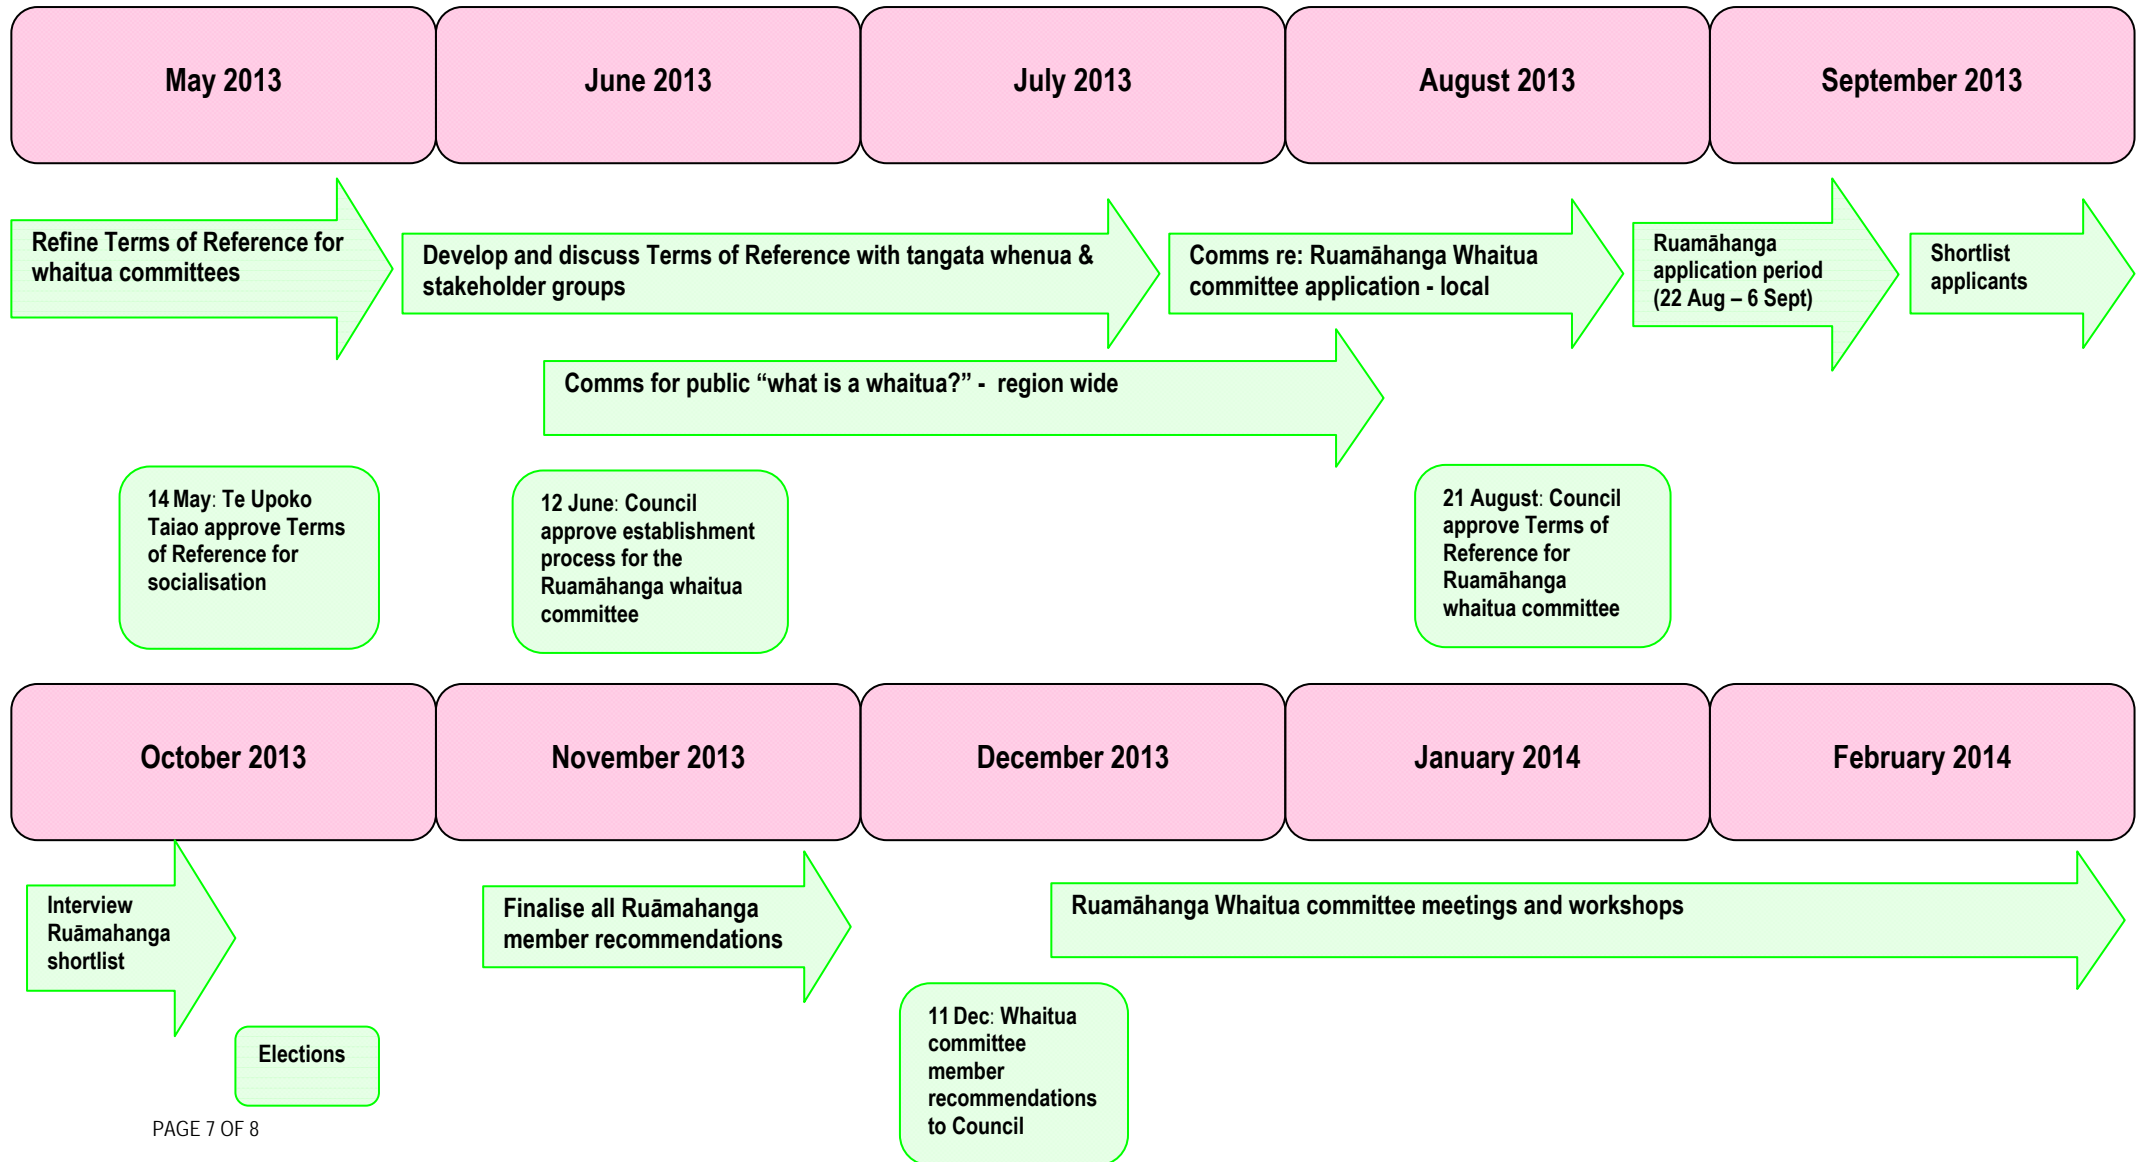 May 2013
June 2013
July 2013
August 2013
September 2013
Refine Terms of Reference for
whaitua committees
Develop and discuss Terms of Reference with tangata whenua &
stakeholder groups
Comms re: Ruamāhanga Whaitua
committee application - local
Ruamāhanga
application period
(22 Aug – 6 Sept)
Shortlist
applicants
Comms for public “what is a whaitua?” -  region wide
14 May: Te Upoko
Taiao approve Terms
of Reference for
socialisation
12 June: Council
approve establishment
process for the
Ruamāhanga whaitua
committee
21 August: Council
approve Terms of
Reference for
Ruamāhanga
whaitua committee
October 2013
November 2013
December 2013
January 2014
February 2014
Interview
Ruāmahanga
shortlist
Finalise all Ruāmahanga
member recommendations
Ruamāhanga Whaitua committee meetings and workshops
Elections
11 Dec: Whaitua
committee
member
recommendations
to Council
PAGE 7 OF 8